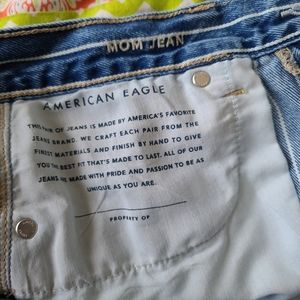 MOM JEAN
AMERICAN EAGLE
THIS PAIR OF JEANS IS MADE BY AMERICA'S FAVORITE
JEANS BRAND. WE CRAFT EACH PAIR FROM THE
FINEST MATERIALS AND FINISH BY HAND TO GIVE
YOU THE BEST FIT THAT'S MADE TO LAST. ALL OF OUR
JEANS ARE MADE WITH PRIDE AND PASSION TO BE AS
UNIQUE AS YOU ARE.
PROPERTY OF